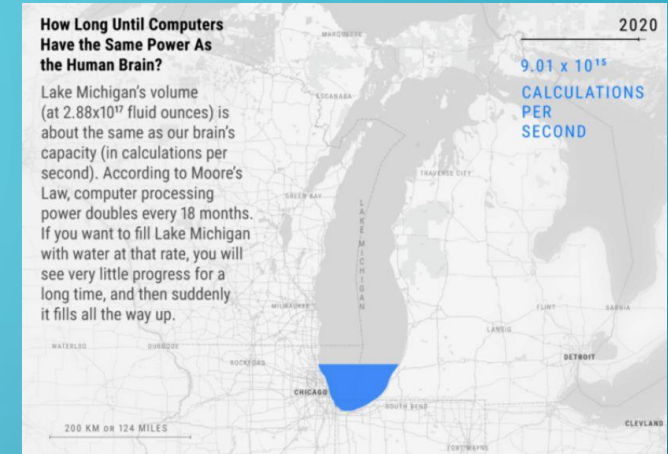 How Long Until Computers
Have the Same Power As
the Human Brain?
Lake Michigan's volume
(at 2.88x10¹⁷ fluid ounces) is
about the same as our brain's
capacity (in calculations per
second). According to Moore's
Law, computer processing
power doubles every 18 months.
If you want to fill Lake Michigan
with water at that rate, you will
see very little progress for a
long time, and then suddenly
it fills all the way up.
2020
9.01 x 10¹⁵
CALCULATIONS
PER
SECOND
MARQUETTE
ESCANABA
TRAVERSE CITY
GREEN BAY
LAKE MICHIGAN
MILWAUKEE
FLINT
SARNIA
LANSIG
WATERLOO
DUBUQUE
ROCKFORD
DETROIT
CHICAGO
SOUTH BEND
CLEVLAND
200 KM OR 124 MILES
FORT WAYNE